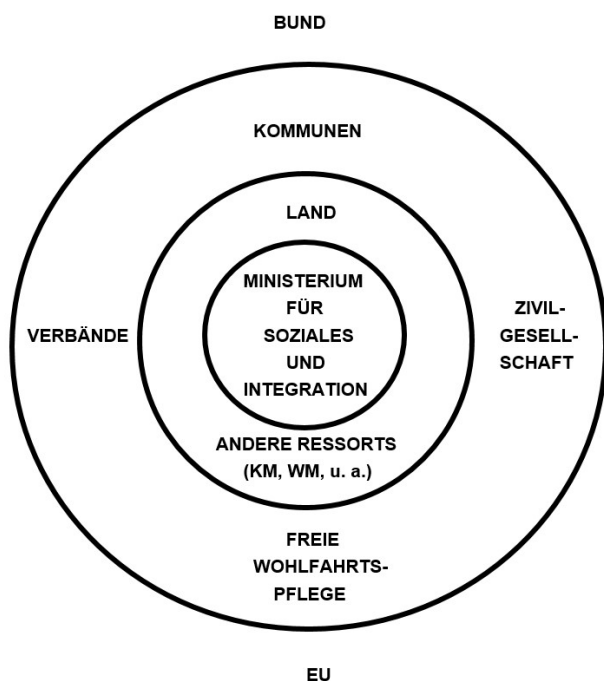 BUND
KOMMUNEN
LAND
MINISTERIUM
FÜR
SOZIALES
UND
INTEGRATION
VERBÄNDE
ZIVIL-
GESELL-
SCHAFT
ANDERE RESSORTS
(KM, WM, u. a.)
FREIE
WOHLFAHRTS-
PFLEGE
EU